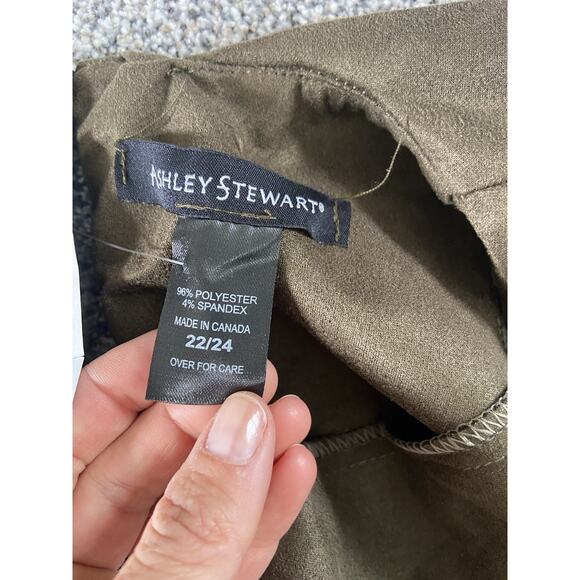 ASHLEY STEWART®
96% POLYESTER
4% SPANDEX
MADE IN CANADA
22/24
OVER FOR CARE